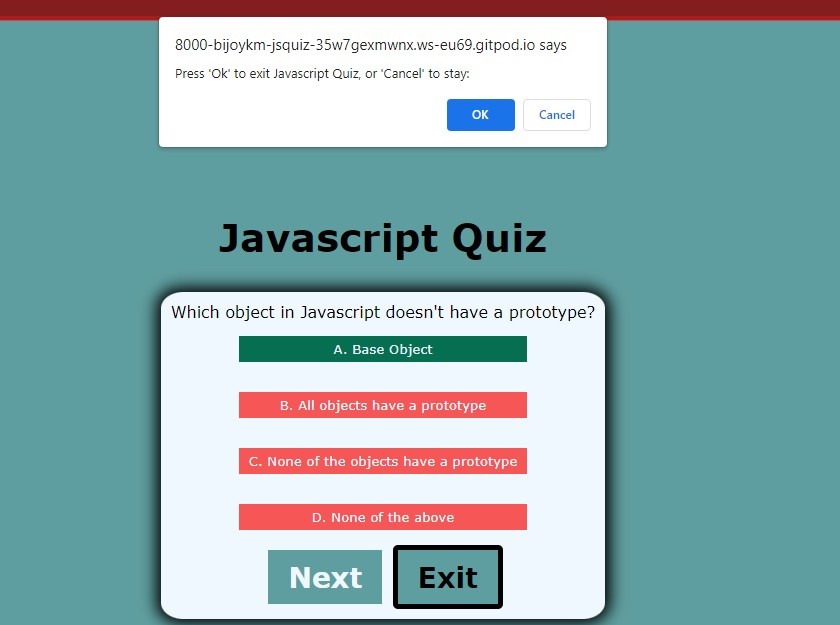 8000-bijoykm-jsquiz-35w7gexmwnx.ws-eu69.gitpod.io says
Press 'Ok' to exit Javascript Quiz, or 'Cancel' to stay:
OK
Cancel
Javascript Quiz
Which object in Javascript doesn't have a prototype?
A. Base Object
B. All objects have a prototype
C. None of the objects have a prototype
D. None of the above
Next
Exit